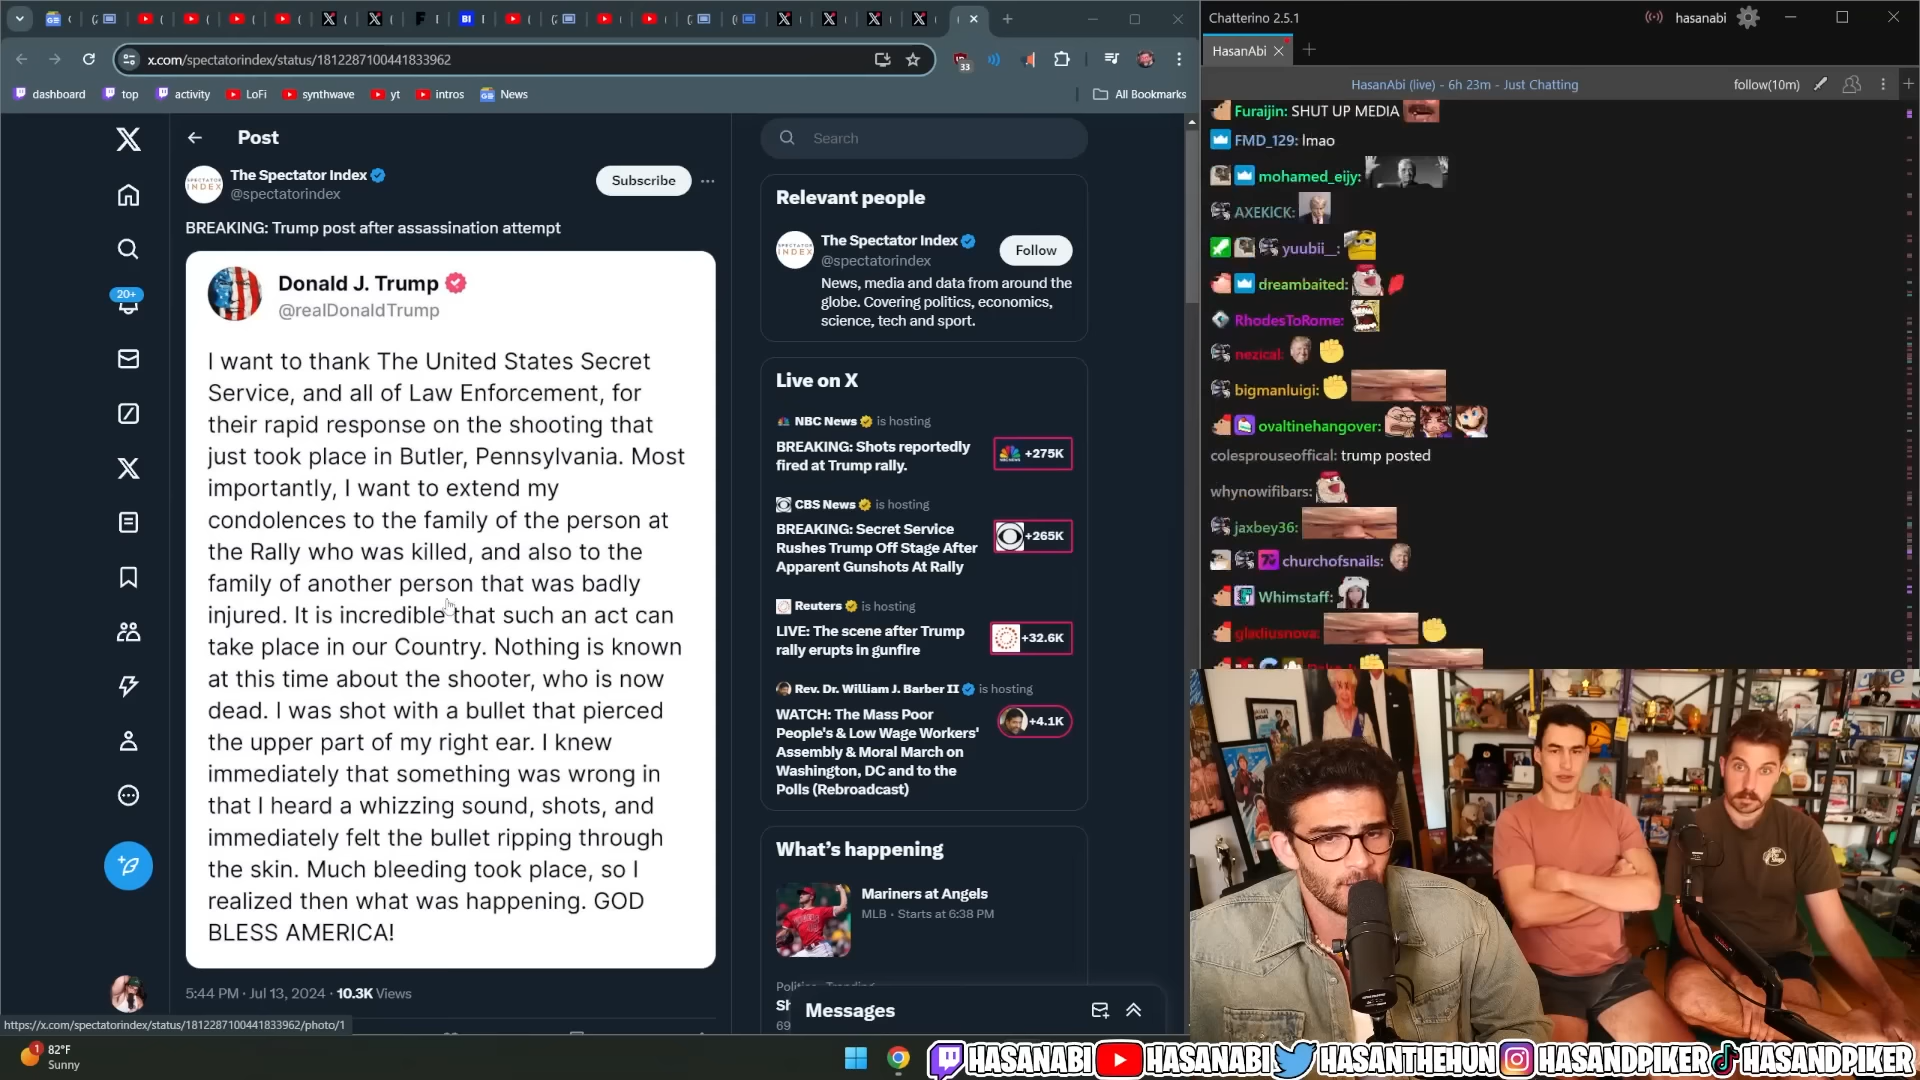 x.com/spectatorindex/status/1812287100441833962
33
dashboard
top
activity
LoFi
synthwave
yt
intros
News
All Bookmarks
Post
The Spectator Index
@spectatorindex
Subscribe
BREAKING: Trump post after assassination attempt
Donald J. Trump
@realDonaldTrump
I want to thank The United States Secret
Service, and all of Law Enforcement, for
their rapid response on the shooting that
just took place in Butler, Pennsylvania. Most
importantly, I want to extend my
condolences to the family of the person at
the Rally who was killed, and also to the
family of another person that was badly
injured. It is incredible that such an act can
take place in our Country. Nothing is known
at this time about the shooter, who is now
dead. I was shot with a bullet that pierced
the upper part of my right ear. I knew
immediately that something was wrong in
that I heard a whizzing sound, shots, and
immediately felt the bullet ripping through
the skin. Much bleeding took place, so I
realized then what was happening. GOD
BLESS AMERICA!
5:44 PM · Jul 13, 2024 · 10.3K Views
20+
https://x.com/spectatorindex/status/1812287100441833962/photo/1
Search
Relevant people
The Spectator Index
@spectatorindex
Follow
News, media and data from around the
globe. Covering politics, economics,
science, tech and sport.
Live on X
NBC News is hosting
BREAKING: Shots reportedly
fired at Trump rally.
+275K
CBS News is hosting
BREAKING: Secret Service
Rushes Trump Off Stage After
Apparent Gunshots At Rally
+265K
Reuters is hosting
LIVE: The scene after Trump
rally erupts in gunfire
+32.6K
Rev. Dr. William J. Barber II is hosting
WATCH: The Mass Poor
People's & Low Wage Workers'
Assembly & Moral March on
Washington, DC and to the
Polls (Rebroadcast)
+4.1K
What's happening
Mariners at Angels
MLB · Starts at 6:38 PM
Messages
Chatterino 2.5.1
hasanabi
HasanAbi
HasanAbi (live) - 6h 23m - Just Chatting
follow(10m)
Furaijin: SHUT UP MEDIA
FMD_129: lmao
mohamed_eijy:
AXEKICK:
yuubii__:
dreambaited:
RhodesToRome:
nezical:
bigmanluigi:
ovaltinehangover:
colesprouseoffical: trump posted
whynowifibars:
jaxbey36:
churchofsnails:
Whimstaff:
gladiusnova:
1
82°F
Sunny
HASANABI HASANABI HASANTHEHUN HASANDPIKER HASANDPIKER